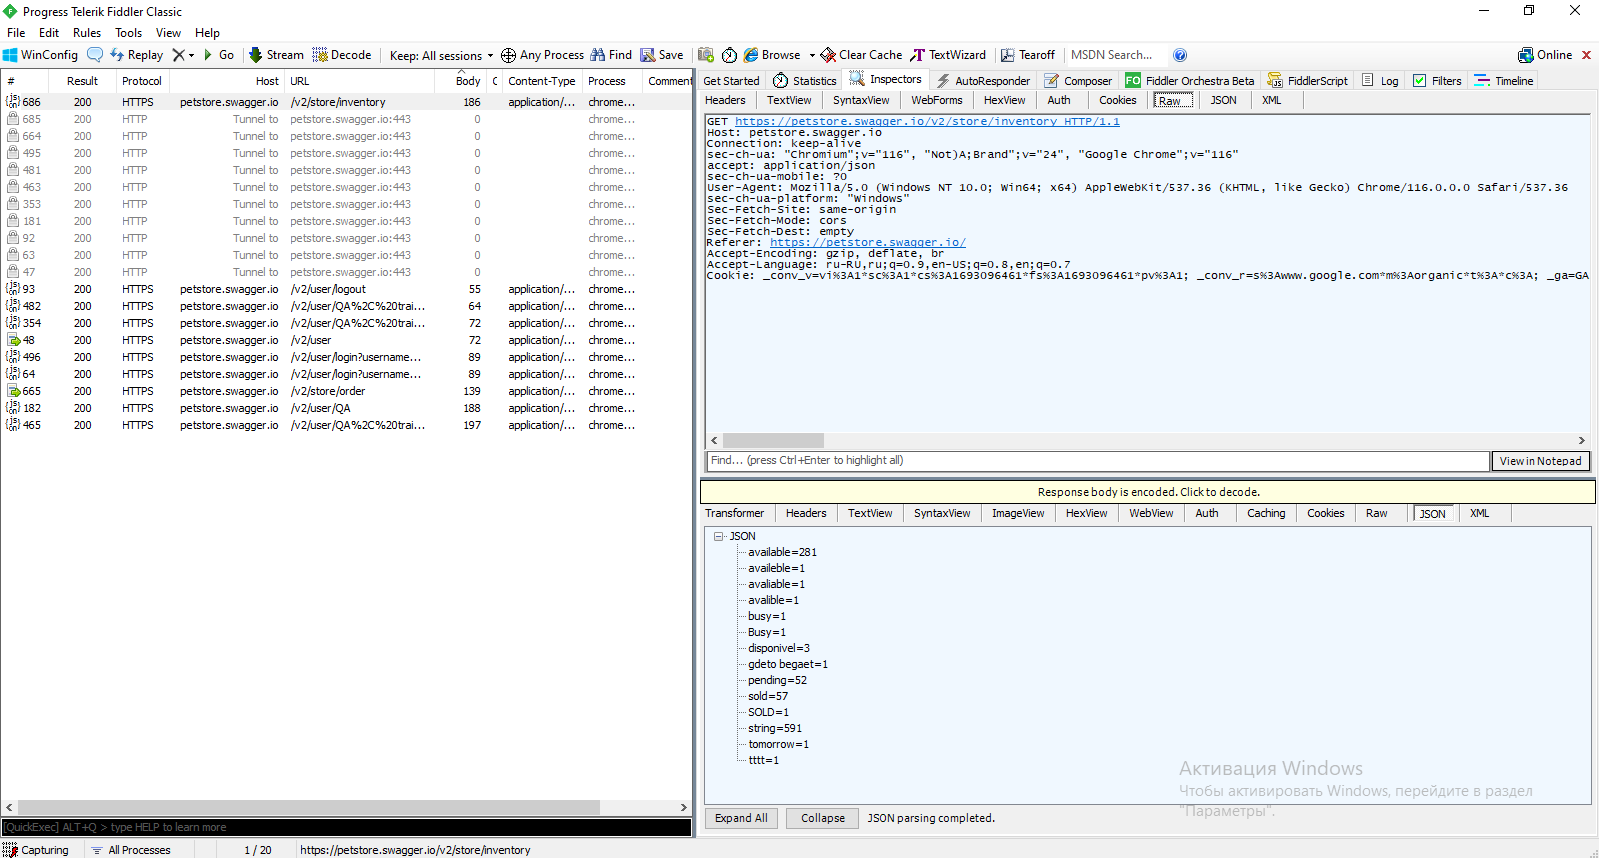 Progress Telerik Fiddler Classic
File Edit Rules Tools View Help
WinConfig Replay Go Stream Decode Keep: All sessions Any Process Find Save Browse Clear Cache TextWizard Tearoff MSDN Search... Online
# Result Protocol Host URL Body C Content-Type Process Comment
686 200 HTTPS petstore.swagger.io /v2/store/inventory 186 application/... chrome...
685 200 HTTP Tunnel to petstore.swagger.io:443 0 chrome...
664 200 HTTP Tunnel to petstore.swagger.io:443 0 chrome...
495 200 HTTP Tunnel to petstore.swagger.io:443 0 chrome...
481 200 HTTP Tunnel to petstore.swagger.io:443 0 chrome...
463 200 HTTP Tunnel to petstore.swagger.io:443 0 chrome...
353 200 HTTP Tunnel to petstore.swagger.io:443 0 chrome...
181 200 HTTP Tunnel to petstore.swagger.io:443 0 chrome...
92 200 HTTP Tunnel to petstore.swagger.io:443 0 chrome...
63 200 HTTP Tunnel to petstore.swagger.io:443 0 chrome...
47 200 HTTP Tunnel to petstore.swagger.io:443 0 chrome...
93 200 HTTPS petstore.swagger.io /v2/user/logout 55 application/... chrome...
482 200 HTTPS petstore.swagger.io /v2/user/QA%2C%20trai... 64 application/... chrome...
354 200 HTTPS petstore.swagger.io /v2/user/QA%2C%20trai... 72 application/... chrome...
48 200 HTTPS petstore.swagger.io /v2/user 72 application/... chrome...
496 200 HTTPS petstore.swagger.io /v2/user/login?username... 89 application/... chrome...
64 200 HTTPS petstore.swagger.io /v2/user/login?username... 89 application/... chrome...
665 200 HTTPS petstore.swagger.io /v2/store/order 139 application/... chrome...
182 200 HTTPS petstore.swagger.io /v2/user/QA 188 application/... chrome...
465 200 HTTPS petstore.swagger.io /v2/user/QA%2C%20trai... 197 application/... chrome...
[QuickExec] ALT+Q > type HELP to learn more
Get Started Statistics Inspectors AutoResponder Composer FO Fiddler Orchestra Beta FiddlerScript Log Filters Timeline
Headers TextView SyntaxView WebForms HexView Auth Cookies Raw JSON XML
GET https://petstore.swagger.io/v2/store/inventory HTTP/1.1
Host: petstore.swagger.io
Connection: keep-alive
sec-ch-ua: "Chromium";v="116", "Not)A;Brand";v="24", "Google Chrome";v="116"
accept: application/json
sec-ch-ua-mobile: ?0
User-Agent: Mozilla/5.0 (Windows NT 10.0; Win64; x64) AppleWebKit/537.36 (KHTML, like Gecko) Chrome/116.0.0.0 Safari/537.36
sec-ch-ua-platform: "Windows"
Sec-Fetch-Site: same-origin
Sec-Fetch-Mode: cors
Sec-Fetch-Dest: empty
Referer: https://petstore.swagger.io/
Accept-Encoding: gzip, deflate, br
Accept-Language: ru-RU,ru;q=0.9,en-US;q=0.8,en;q=0.7
Cookie: _conv_v=vi%3A1*sc%3A1*cs%3A1693096461*fs%3A1693096461*pv%3A1; _conv_r=s%3Awww.google.com*m%3Aorganic*t%3A*c%3A; _ga=GA
Find... (press Ctrl+Enter to highlight all) View in Notepad
Response body is encoded. Click to decode.
Transformer Headers TextView SyntaxView ImageView HexView WebView Auth Caching Cookies Raw JSON XML
JSON
available=281
availeble=1
avaliable=1
avalible=1
busy=1
Busy=1
disponivel=3
gdeto begaet=1
pending=52
sold=57
SOLD=1
string=591
tomorrow=1
tttt=1
Активация Windows
Чтобы активировать Windows, перейдите в раздел
"Параметры".
Expand All Collapse JSON parsing completed.
Capturing All Processes 1 / 20 https://petstore.swagger.io/v2/store/inventory